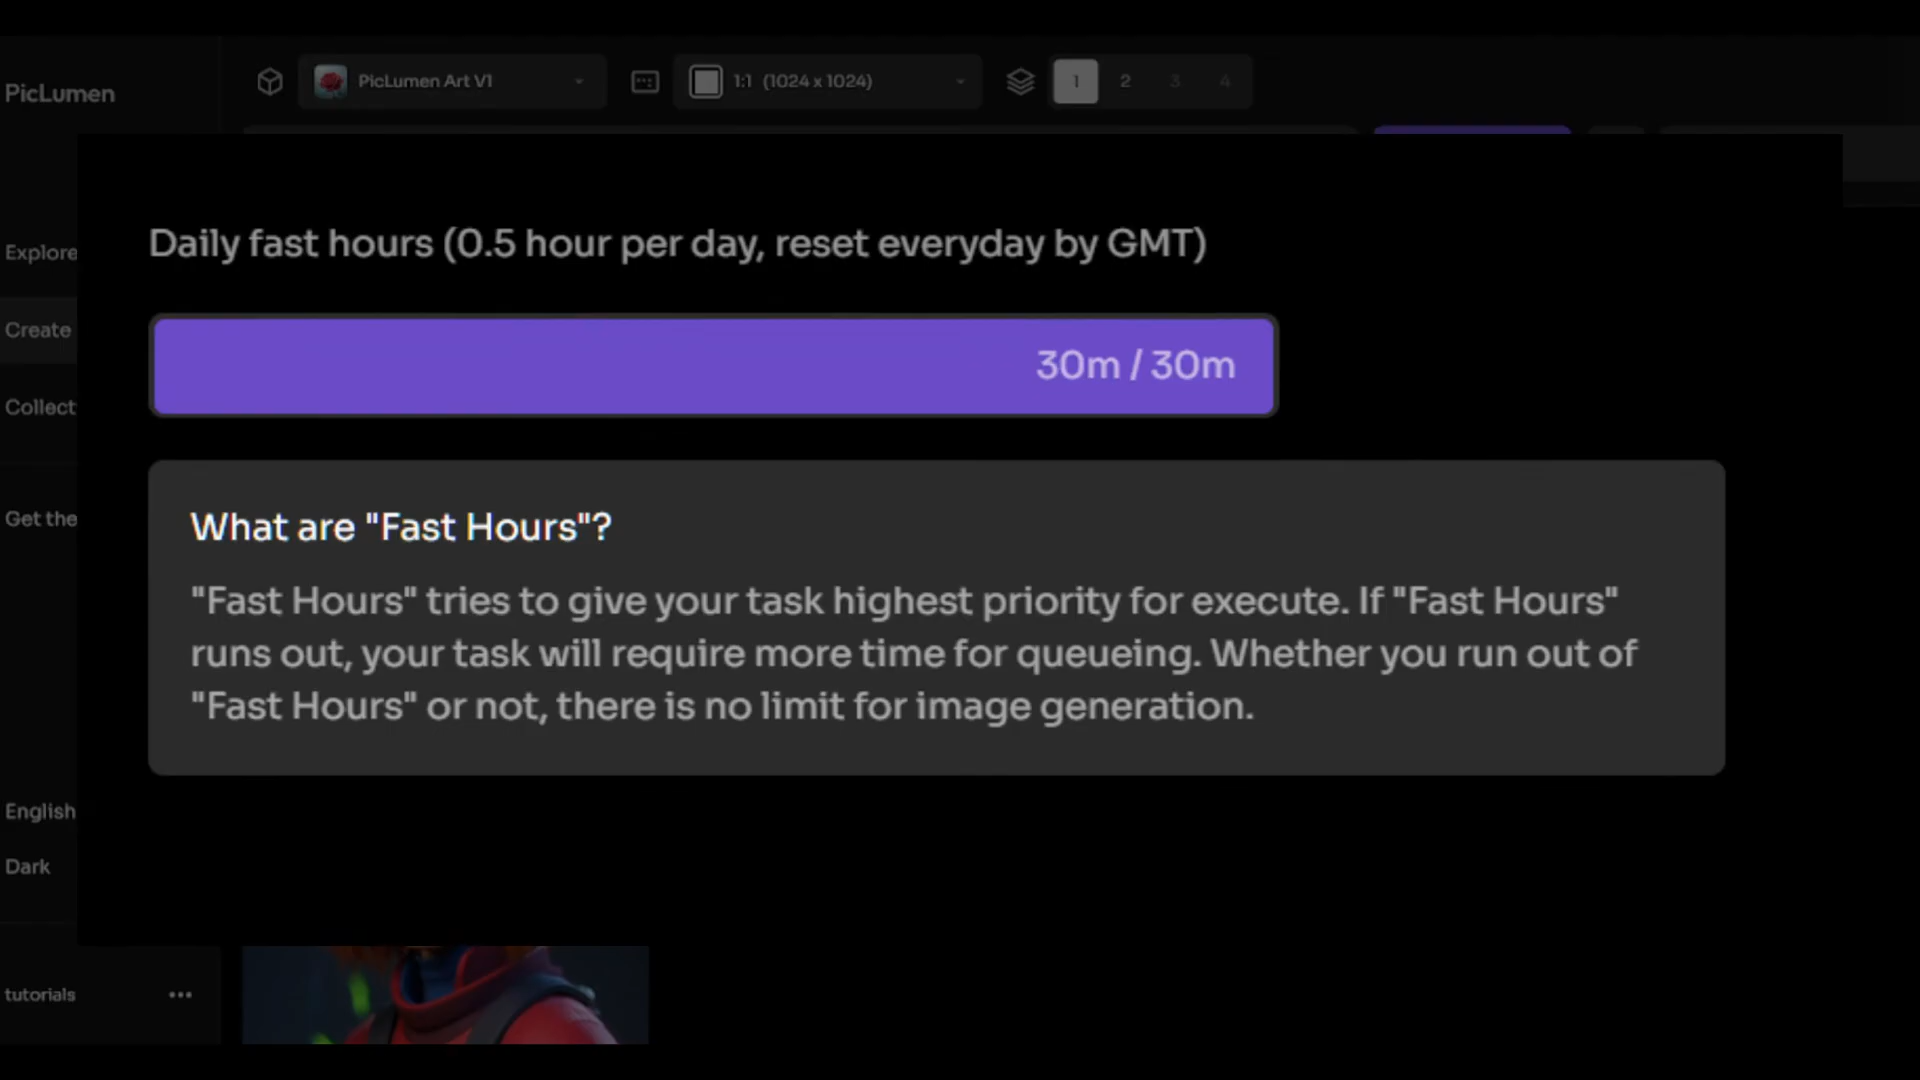 PicLumen
PicLumen Art V1
1:1 (1024 x 1024)
1 2 3 4
Daily fast hours (0.5 hour per day, reset everyday by GMT)
Explore
30m / 30m
Create
Collect
What are "Fast Hours"?
Get the
"Fast Hours" tries to give your task highest priority for execute. If "Fast Hours"
runs out, your task will require more time for queueing. Whether you run out of
"Fast Hours" or not, there is no limit for image generation.
English
Dark
tutorials